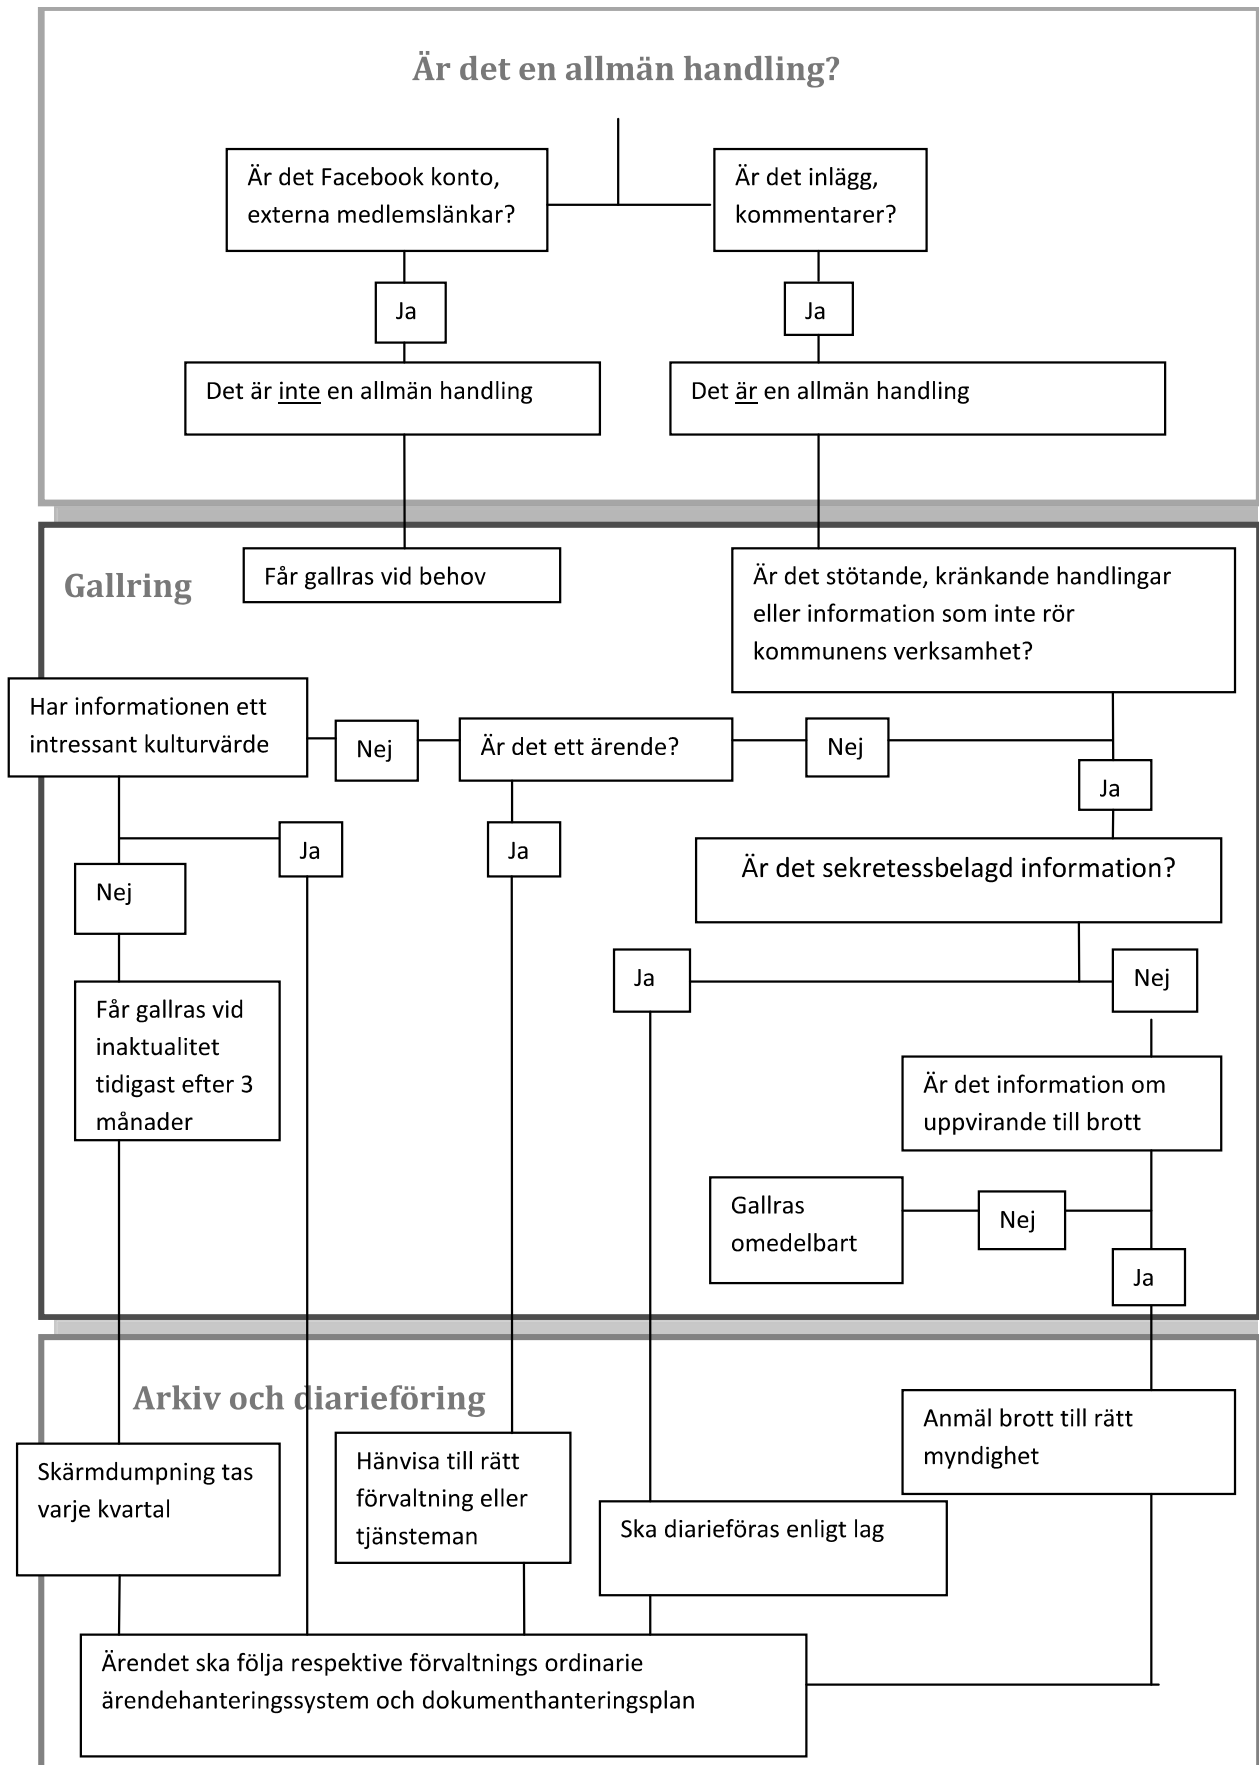 Är det en allmän handling?
Är det Facebook konto,
externa medlemslänkar?
Är det inlägg,
kommentarer?
Ja
Ja
Det är inte en allmän handling
Det är en allmän handling
Gallring
Får gallras vid behov
Är det stötande, kränkande handlingar
eller information som inte rör
kommunens verksamhet?
Har informationen ett
intressant kulturvärde
Nej
Är det ett ärende?
Nej
Ja
Ja
Ja
Är det sekretessbelagd information?
Nej
Ja
Nej
Får gallras vid
inaktualitet
tidigast efter 3
månader
Är det information om
uppvirande till brott
Gallras
omedelbart
Nej
Ja
Arkiv och diarieföring
Anmäl brott till rätt
myndighet
Skärmdumpning tas
varje kvartal
Hänvisa till rätt
förvaltning eller
tjänsteman
Ska diarieföras enligt lag
Ärendet ska följa respektive förvaltnings ordinarie
ärendehanteringssystem och dokumenthanteringsplan